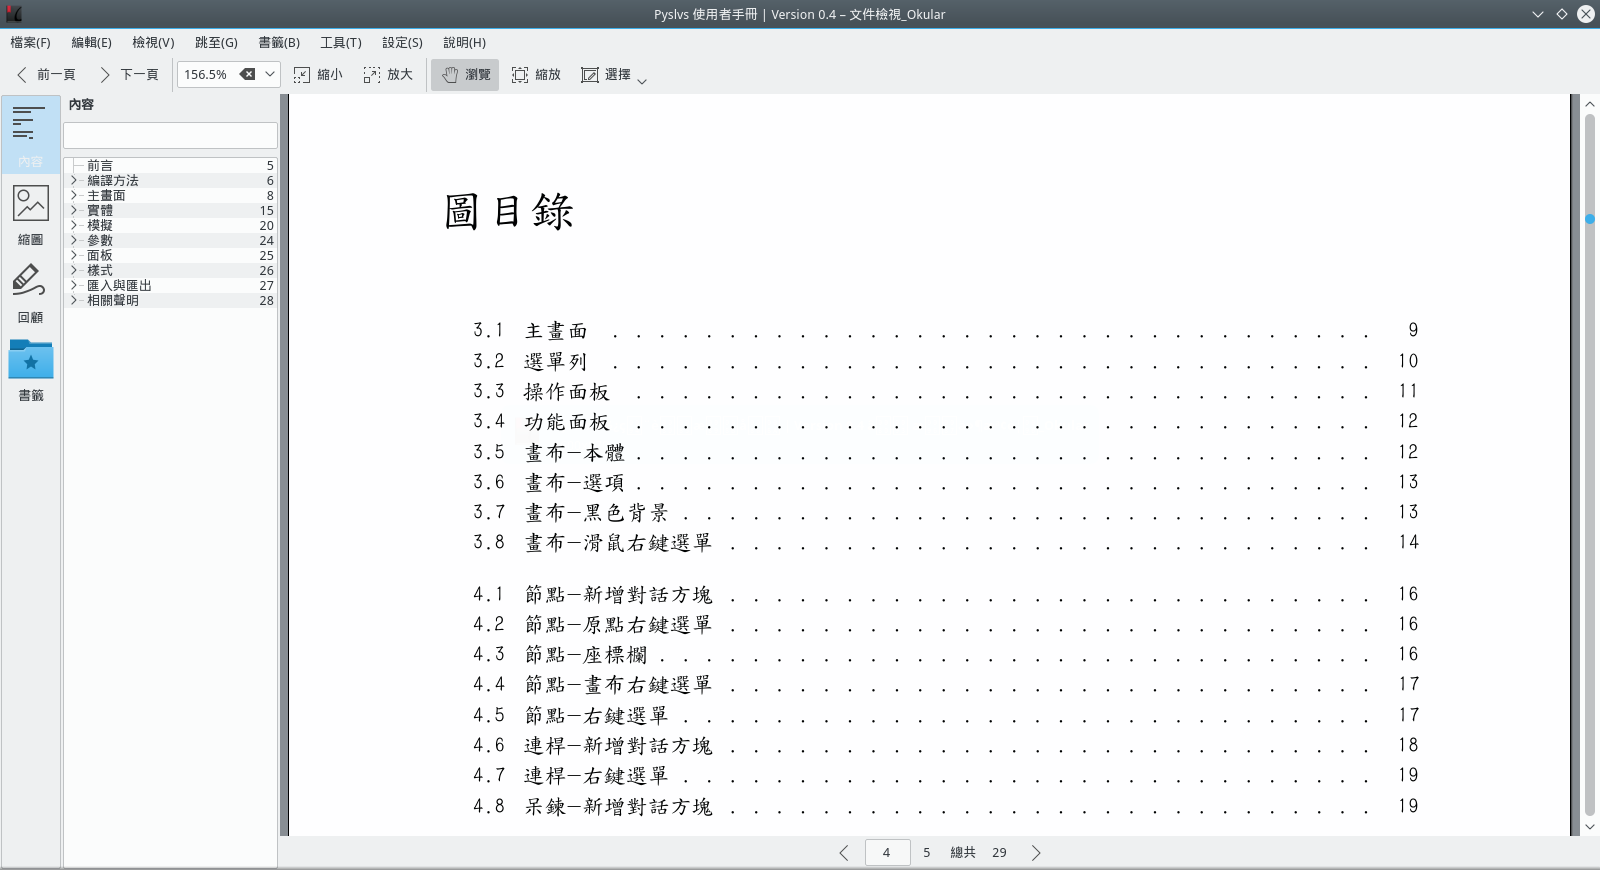 Pyslvs 使用者手冊 | Version 0.4 – 文件檢視_Okular
檔案(F) 編輯(E) 檢視(V) 跳至(G) 書籤(B) 工具(T) 設定(S) 說明(H)
前一頁 下一頁 156.5% 縮小 放大 瀏覽 縮放 選擇
內容
內容
縮圖
回顧
書籤
前言 5
編譯方法 6
主畫面 8
實體 15
模擬 20
參數 24
面板 25
樣式 26
匯入與匯出 27
相關聲明 28
圖目錄
3.1 主畫面 . . . . . . . . . . . . . . . . . . . . . . . . . . . . . . . . . 9
3.2 選單列 . . . . . . . . . . . . . . . . . . . . . . . . . . . . . . . . . 10
3.3 操作面板 . . . . . . . . . . . . . . . . . . . . . . . . . . . . . . . . 11
3.4 功能面板 . . . . . . . . . . . . . . . . . . . . . . . . . . . . . . . . 12
3.5 畫布—本體 . . . . . . . . . . . . . . . . . . . . . . . . . . . . . . . . 12
3.6 畫布—選項 . . . . . . . . . . . . . . . . . . . . . . . . . . . . . . . . 13
3.7 畫布—黑色背景 . . . . . . . . . . . . . . . . . . . . . . . . . . . . . . 13
3.8 畫布—滑鼠右鍵選單 . . . . . . . . . . . . . . . . . . . . . . . . . . . . 14
4.1 節點—新增對話方塊 . . . . . . . . . . . . . . . . . . . . . . . . . . . . 16
4.2 節點—原點右鍵選單 . . . . . . . . . . . . . . . . . . . . . . . . . . . . 16
4.3 節點—座標欄 . . . . . . . . . . . . . . . . . . . . . . . . . . . . . . . 16
4.4 節點—畫布右鍵選單 . . . . . . . . . . . . . . . . . . . . . . . . . . . . 17
4.5 節點—右鍵選單 . . . . . . . . . . . . . . . . . . . . . . . . . . . . . . 17
4.6 連桿—新增對話方塊 . . . . . . . . . . . . . . . . . . . . . . . . . . . . 18
4.7 連桿—右鍵選單 . . . . . . . . . . . . . . . . . . . . . . . . . . . . . . 19
4.8 呆鍊—新增對話方塊 . . . . . . . . . . . . . . . . . . . . . . . . . . . . 19
4 5 總共 29